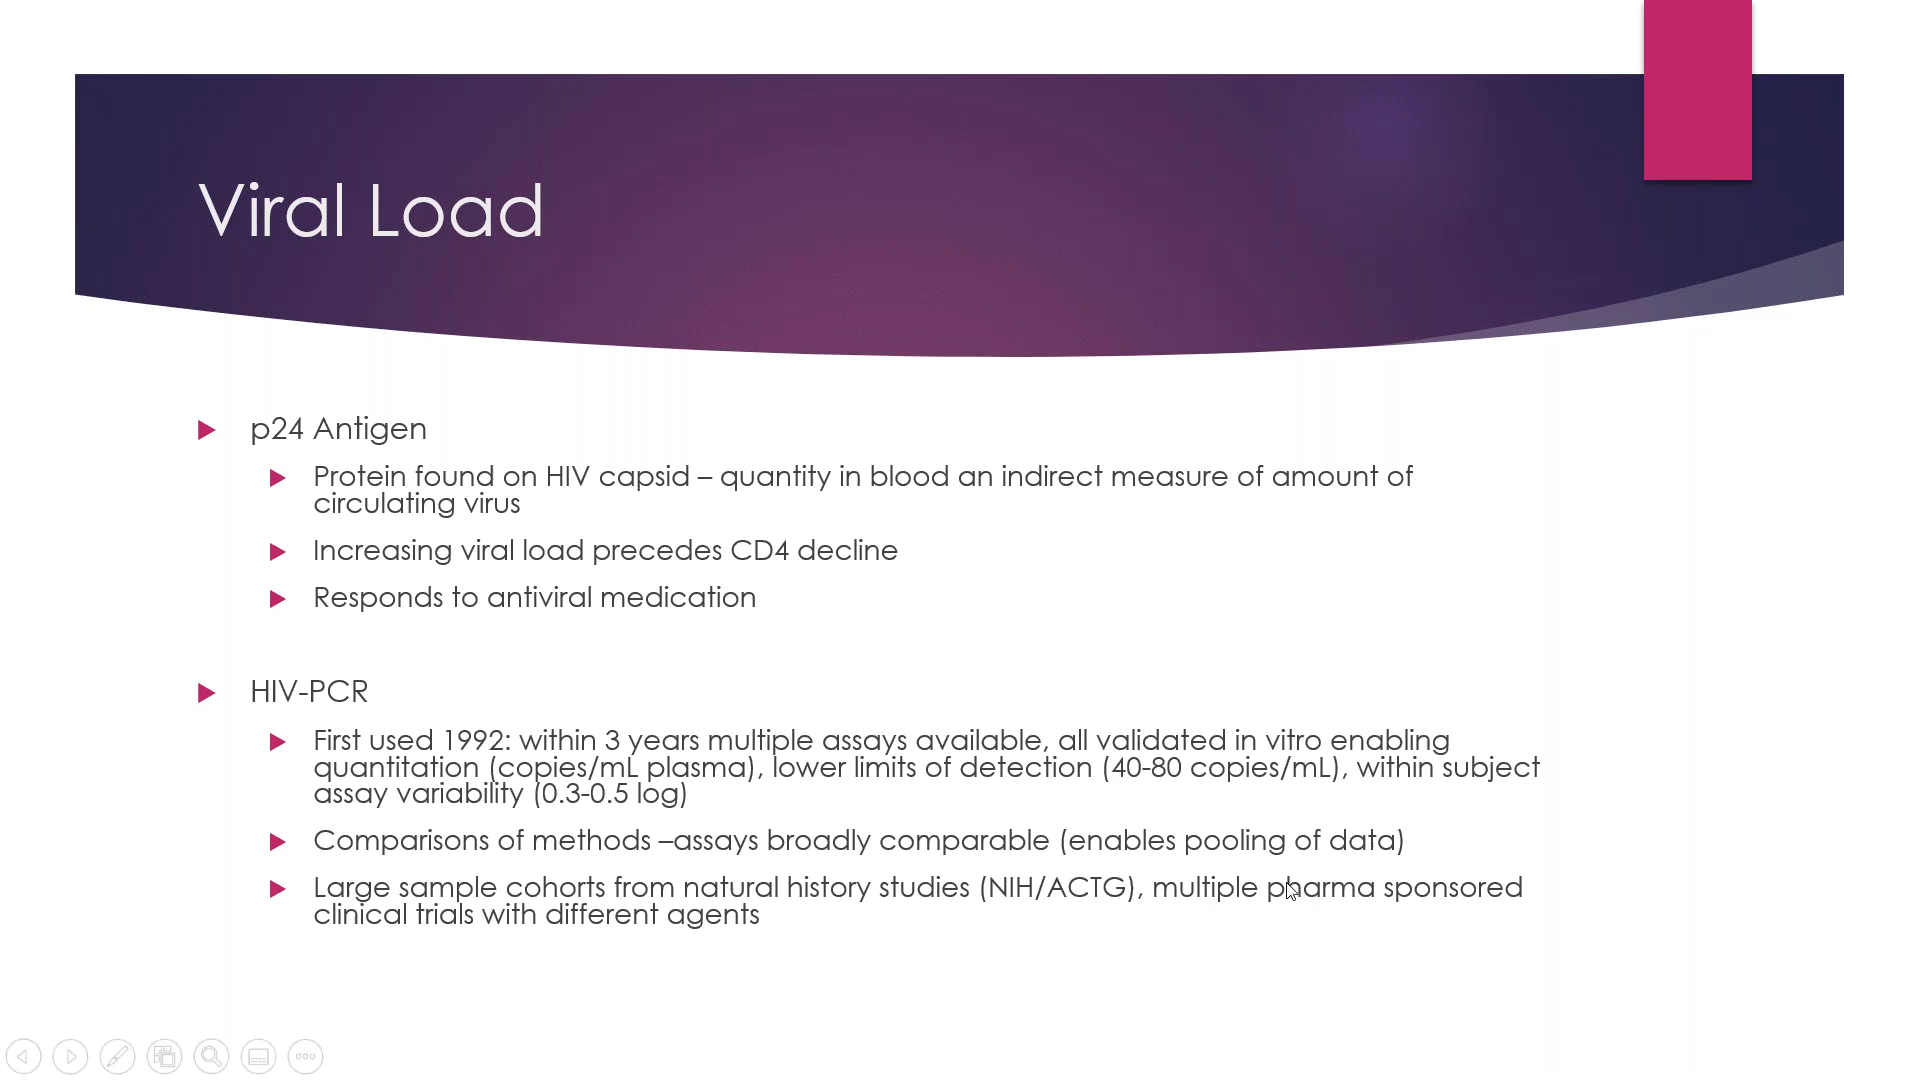 Viral Load
p24 Antigen
Protein found on HIV capsid – quantity in blood an indirect measure of amount of
circulating virus
Increasing viral load precedes CD4 decline
Responds to antiviral medication
HIV-PCR
First used 1992: within 3 years multiple assays available, all validated in vitro enabling
quantitation (copies/mL plasma), lower limits of detection (40-80 copies/mL), within subject
assay variability (0.3-0.5 log)
Comparisons of methods –assays broadly comparable (enables pooling of data)
Large sample cohorts from natural history studies (NIH/ACTG), multiple pharma sponsored
clinical trials with different agents